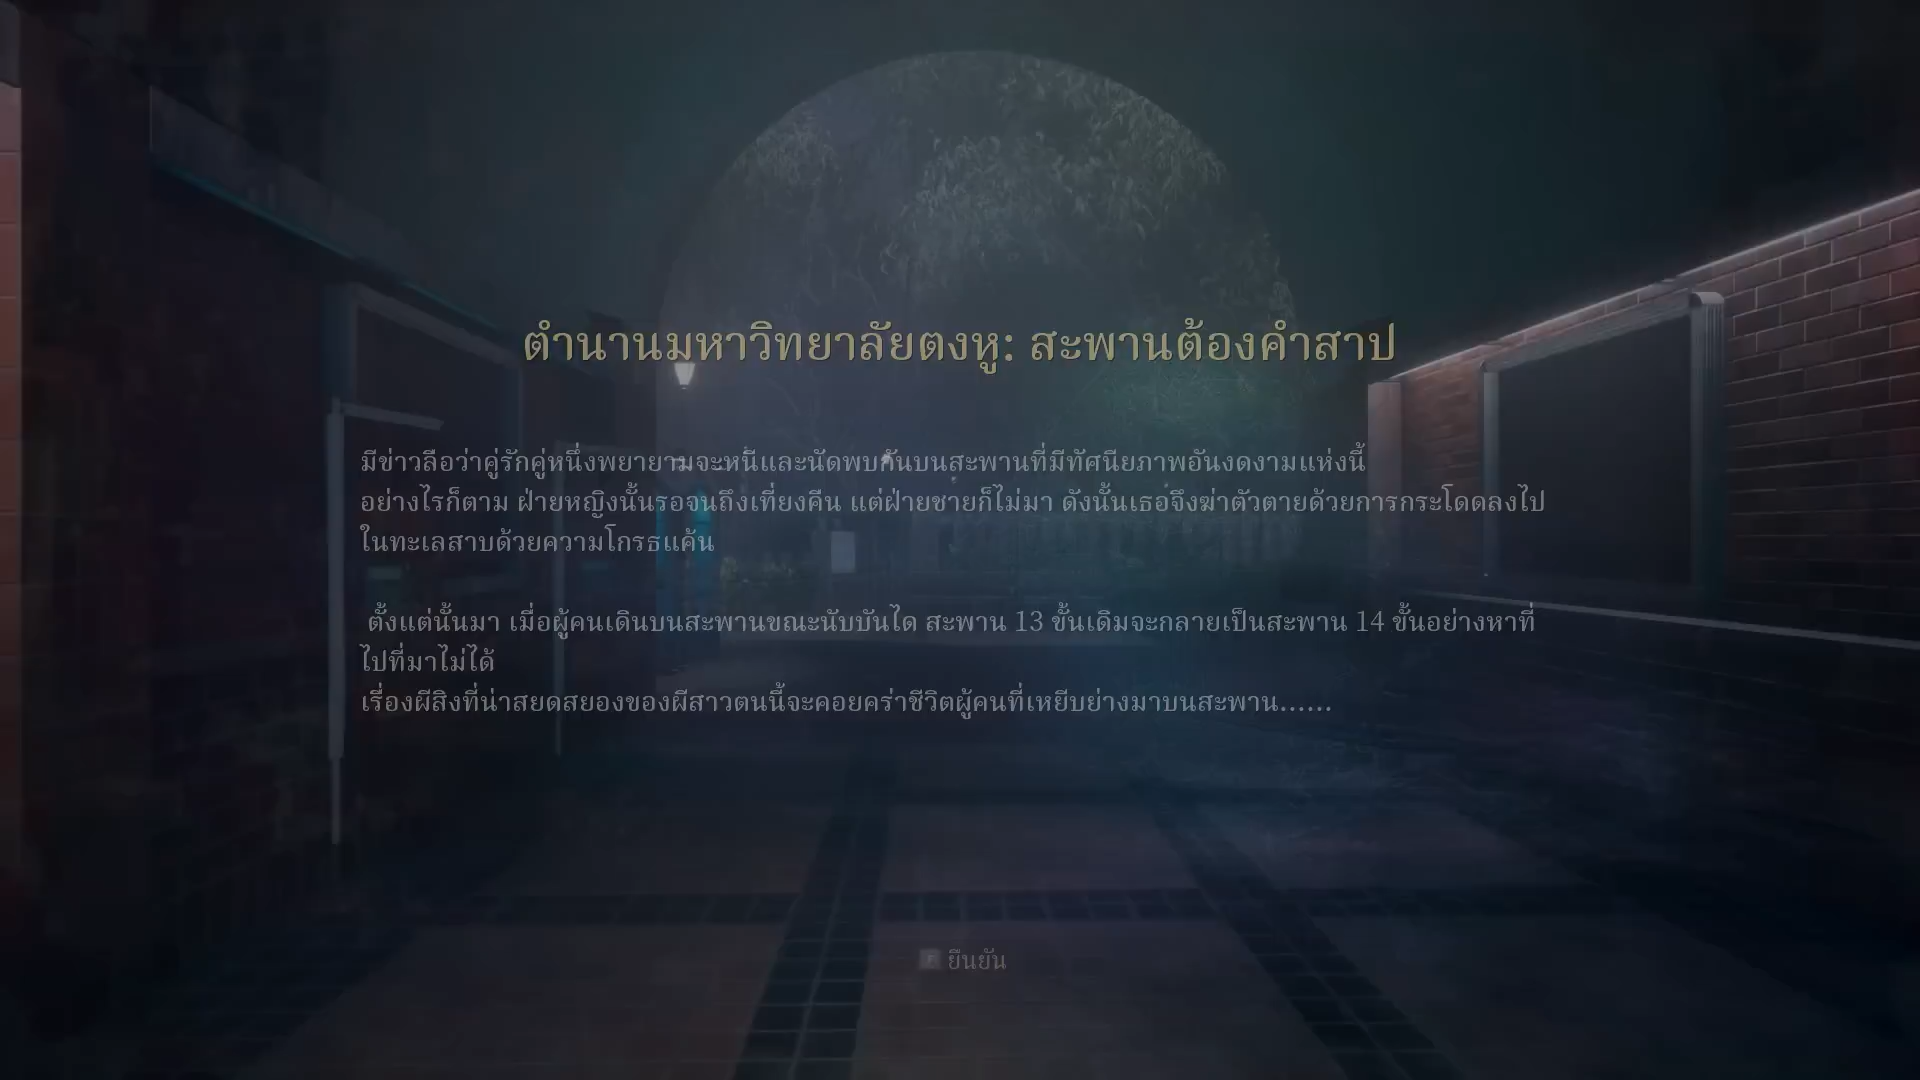 ตำนานมหาวิทยาลัยตงหู: สะพานต้องคำสาป
มีข่าวลือว่าคู่รักคู่หนึ่งพยายามจะหนีและนัดพบกันบนสะพานที่มีทัศนียภาพอันงดงามแห่งนี้
อย่างไรก็ตาม ฝ่ายหญิงนั้นรอจนถึงเที่ยงคืน แต่ฝ่ายชายก็ไม่มา ดังนั้นเธอจึงฆ่าตัวตายด้วยการกระโดดลงไป
ในทะเลสาบด้วยความโกรธแค้น
ตั้งแต่นั้นมา เมื่อผู้คนเดินบนสะพานขณะนับบันได สะพาน 13 ขั้นเดิมจะกลายเป็นสะพาน 14 ขั้นอย่างหาที่
ไปที่มาไม่ได้
เรื่องผีสิงที่น่าสยดสยองของผีสาวตนนี้จะคอยคร่าชีวิตผู้คนที่เหยียบย่างมาบนสะพาน......
ยืนยัน